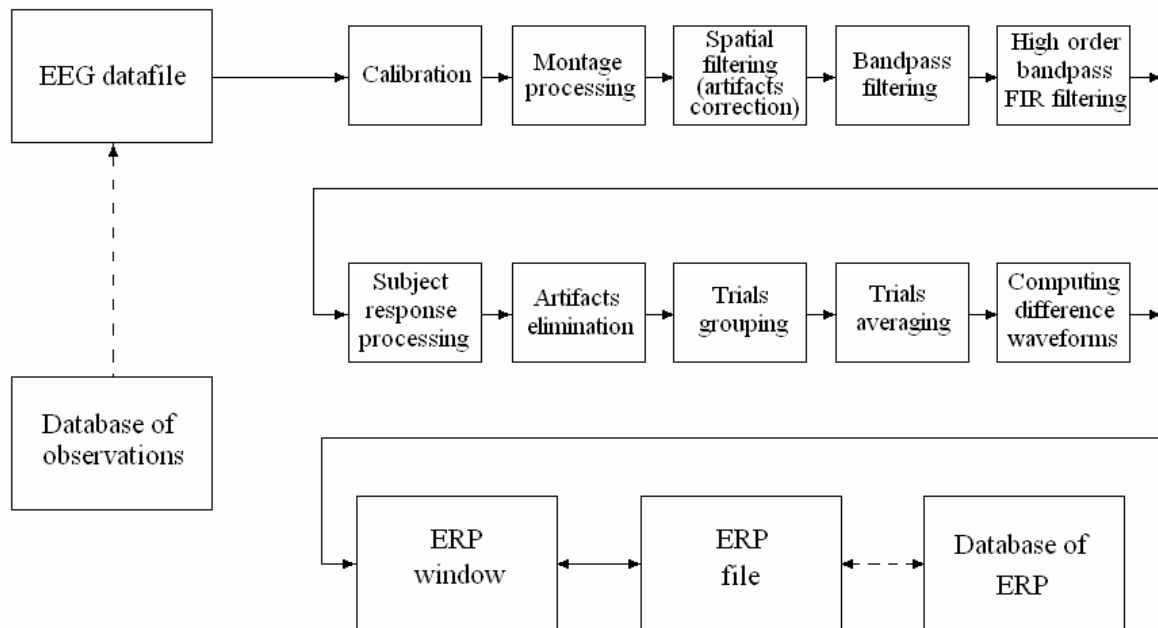 EEG datafile
Calibration
Montage
processing
Spatial
filtering
(artifacts
correction)
Bandpass
filtering
High order
bandpass
FIR filtering
Subject
response
processing
Artifacts
elimination
Trials
grouping
Trials
averaging
Computing
difference
waveforms
Database of
observations
ERP
window
ERP
file
Database of
ERP